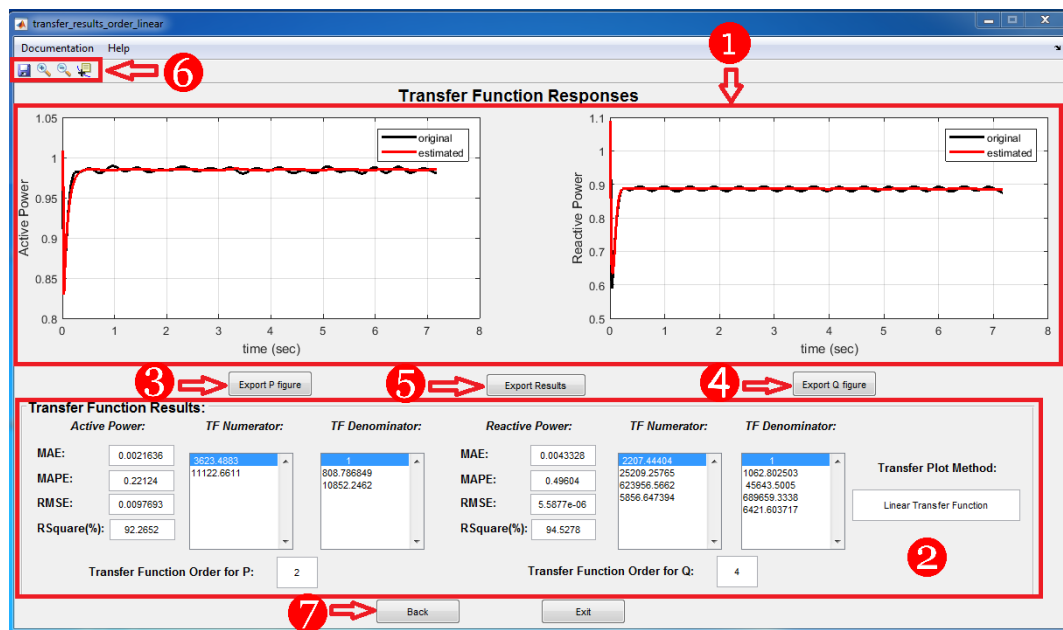 transfer_results_order_linear
Documentation Help
1
6
Transfer Function Responses
1.05
1
0.95
0.9
0.85
0.8
Active Power
original
estimated
0 1 2 3 4 5 6 7 8
time (sec)
1.1
1
0.9
0.8
0.7
0.6
0.5
Reactive Power
original
estimated
0 1 2 3 4 5 6 7 8
time (sec)
3 Export P figure
5 Export Results
4 Export Q figure
Transfer Function Results:
Active Power: TF Numerator: TF Denominator: Reactive Power: TF Numerator: TF Denominator:
MAE: 0.0021636
MAPE: 0.22124
RMSE: 0.0097693
RSquare(%): 92.2652
3623.4883
11122.6611
1
808.786849
10852.2462
Transfer Function Order for P: 2
MAE: 0.0043328
MAPE: 0.49604
RMSE: 5.5877e-06
RSquare(%): 94.5278
2207.44404
25209.25765
623956.5662
5856.647394
1
1062.802503
45643.5005
689659.3338
6421.603717
Transfer Function Order for Q: 4
Transfer Plot Method:
Linear Transfer Function
2
7 Back
Exit